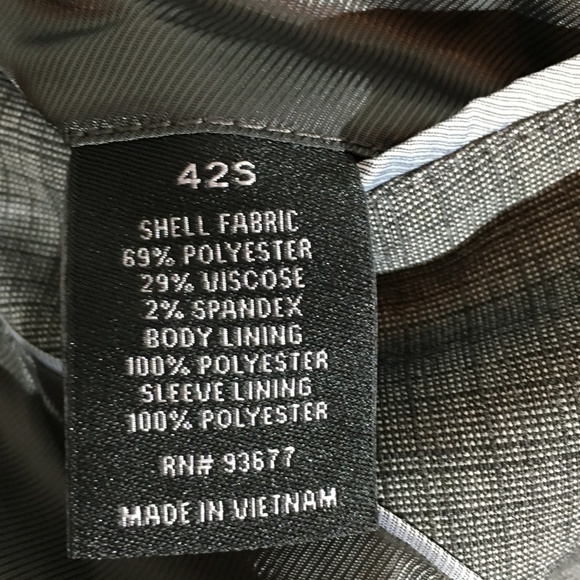 42S
SHELL FABRIC
69% POLYESTER
29% VISCOSE
2% SPANDEX
BODY LINING
100% POLYESTER
SLEEVE LINING
100% POLYESTER
RN# 93677
MADE IN VIETNAM